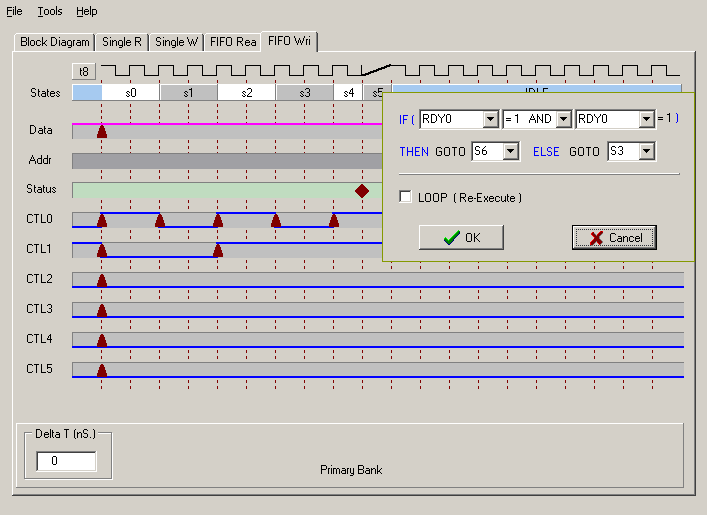 File Tools Help
Block Diagram Single R Single W FIFO Rea FIFO Wri
t8
States s0 s1 s2 s3 s4 s5 IDLE
IF ( RDY0 = 1 AND RDY0 = 1 )
THEN GOTO S6 ELSE GOTO S3
LOOP ( Re-Execute )
OK Cancel
Data
Addr
Status
CTL0
CTL1
CTL2
CTL3
CTL4
CTL5
Delta T (nS.)
0
Primary Bank